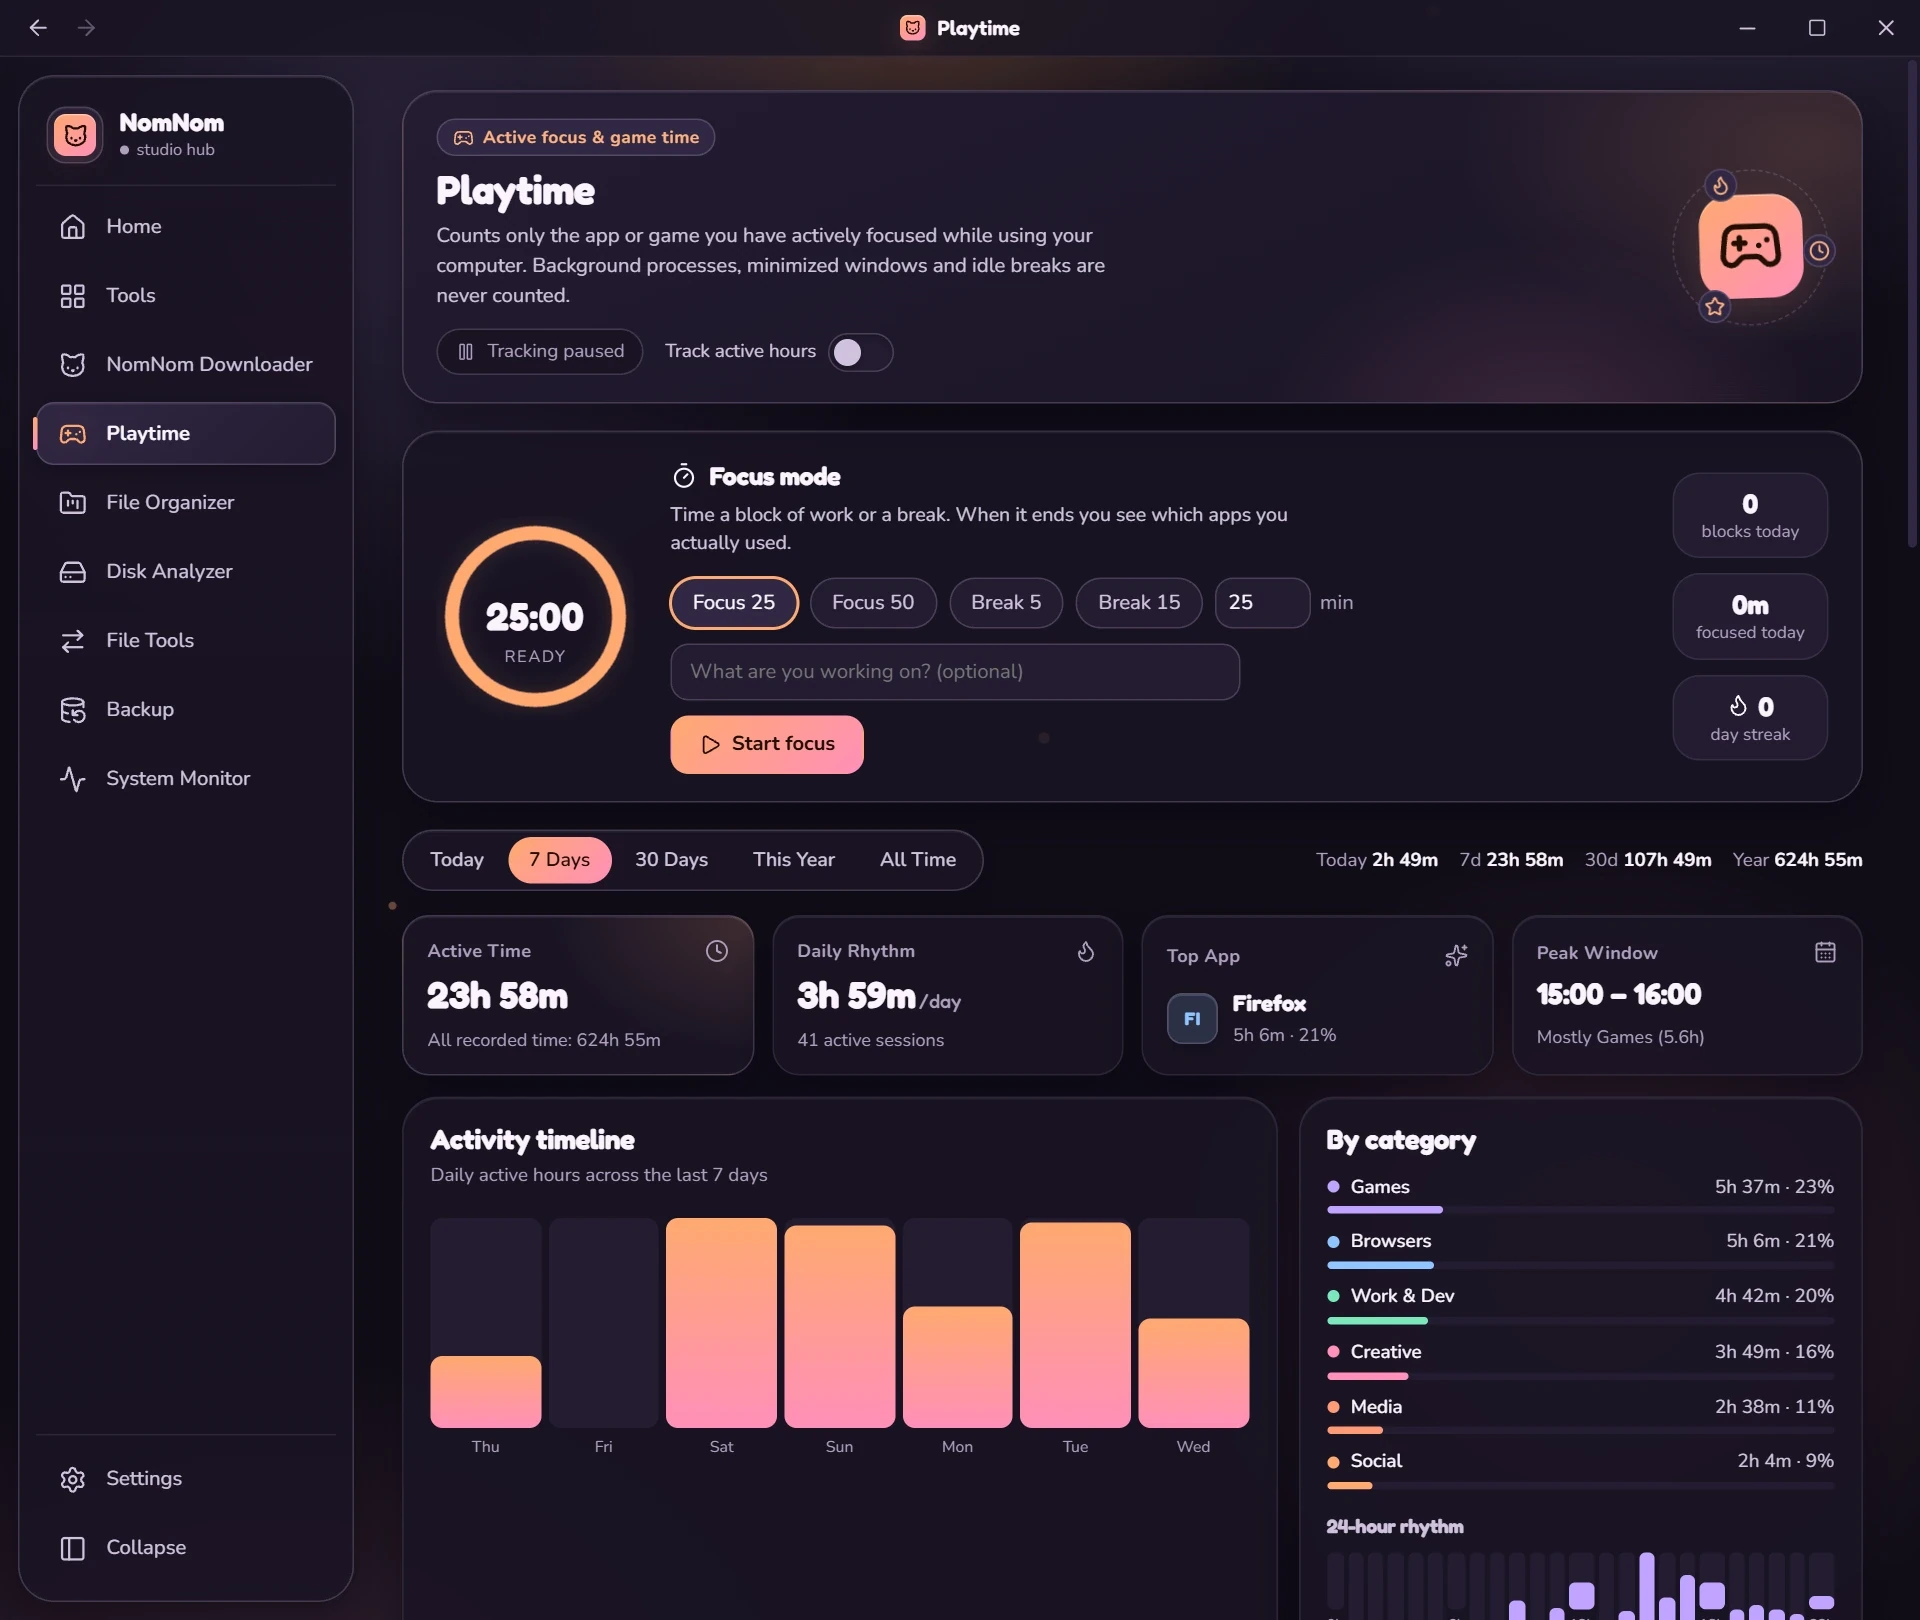 Playtime
NomNom
studio hub
Home
Tools
NomNom Downloader
Playtime
File Organizer
Disk Analyzer
File Tools
Backup
System Monitor
Settings
Collapse
Active focus & game time
Playtime
Counts only the app or game you have actively focused while using your
computer. Background processes, minimized windows and idle breaks are
never counted.
Tracking paused
Track active hours
25:00
READY
Focus mode
Time a block of work or a break. When it ends you see which apps you
actually used.
Focus 25
Focus 50
Break 5
Break 15
25
min
What are you working on? (optional)
Start focus
0
blocks today
0m
focused today
0
day streak
Today
7 Days
30 Days
This Year
All Time
Today 2h 49m
7d 23h 58m
30d 107h 49m
Year 624h 55m
Active Time
23h 58m
All recorded time: 624h 55m
Daily Rhythm
3h 59m/day
41 active sessions
Top App
FI
Firefox
5h 6m · 21%
Peak Window
15:00 – 16:00
Mostly Games (5.6h)
Activity timeline
Daily active hours across the last 7 days
Thu
Fri
Sat
Sun
Mon
Tue
Wed
By category
Games
5h 37m · 23%
Browsers
5h 6m · 21%
Work & Dev
4h 42m · 20%
Creative
3h 49m · 16%
Media
2h 38m · 11%
Social
2h 4m · 9%
24-hour rhythm